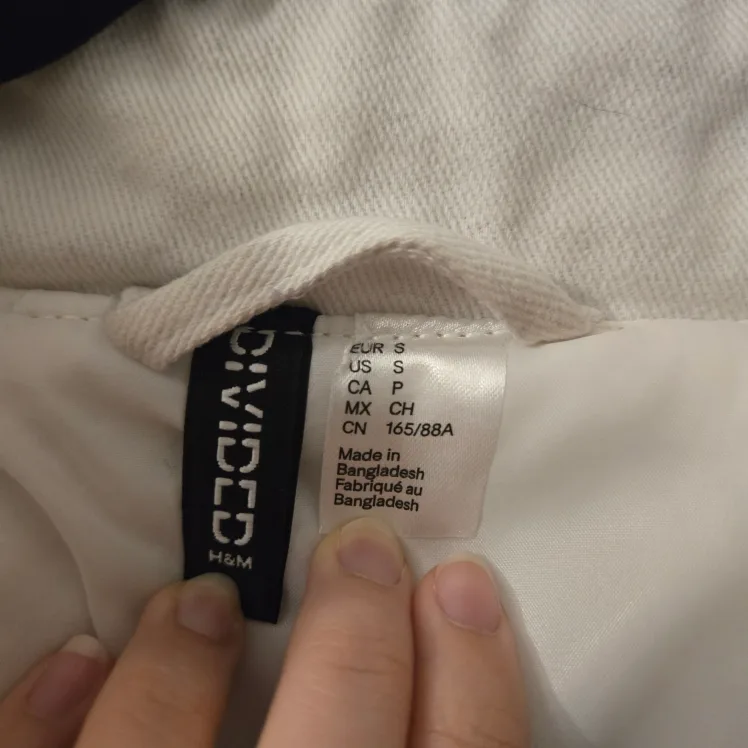 DIVIDED
H&M
EUR S
US S
CA P
MX CH
CN 165/88A
Made in
Bangladesh
Fabriqué au
Bangladesh